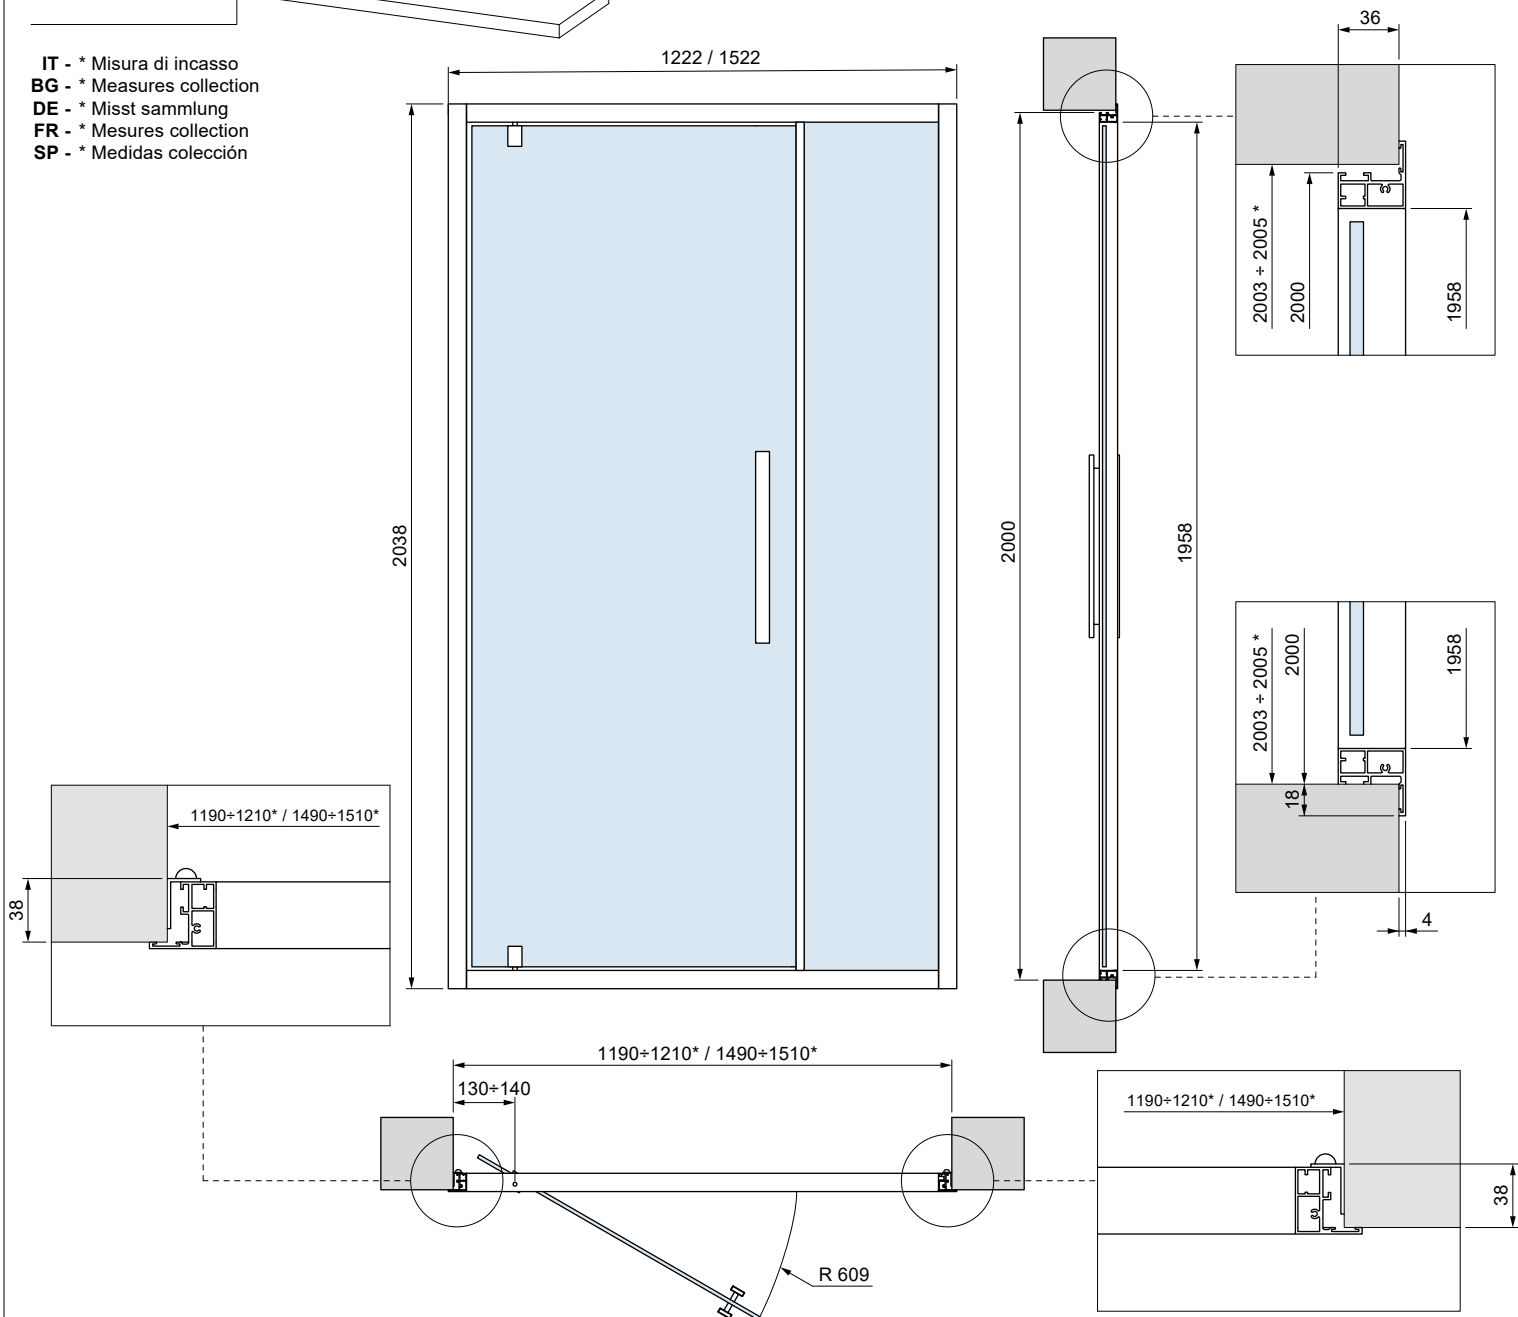 IT - * Misura di incasso
BG - * Measures collection
DE - * Misst sammlung
FR - * Mesures collection
SP - * Medidas colección
1222 / 1522
36
2038
2000
1958
2003 ÷ 2005 *
2000
1958
2003 ÷ 2005 *
2000
1958
18
4
1190÷1210* / 1490÷1510*
38
1190÷1210* / 1490÷1510*
130÷140
R 609
1190÷1210* / 1490÷1510*
38